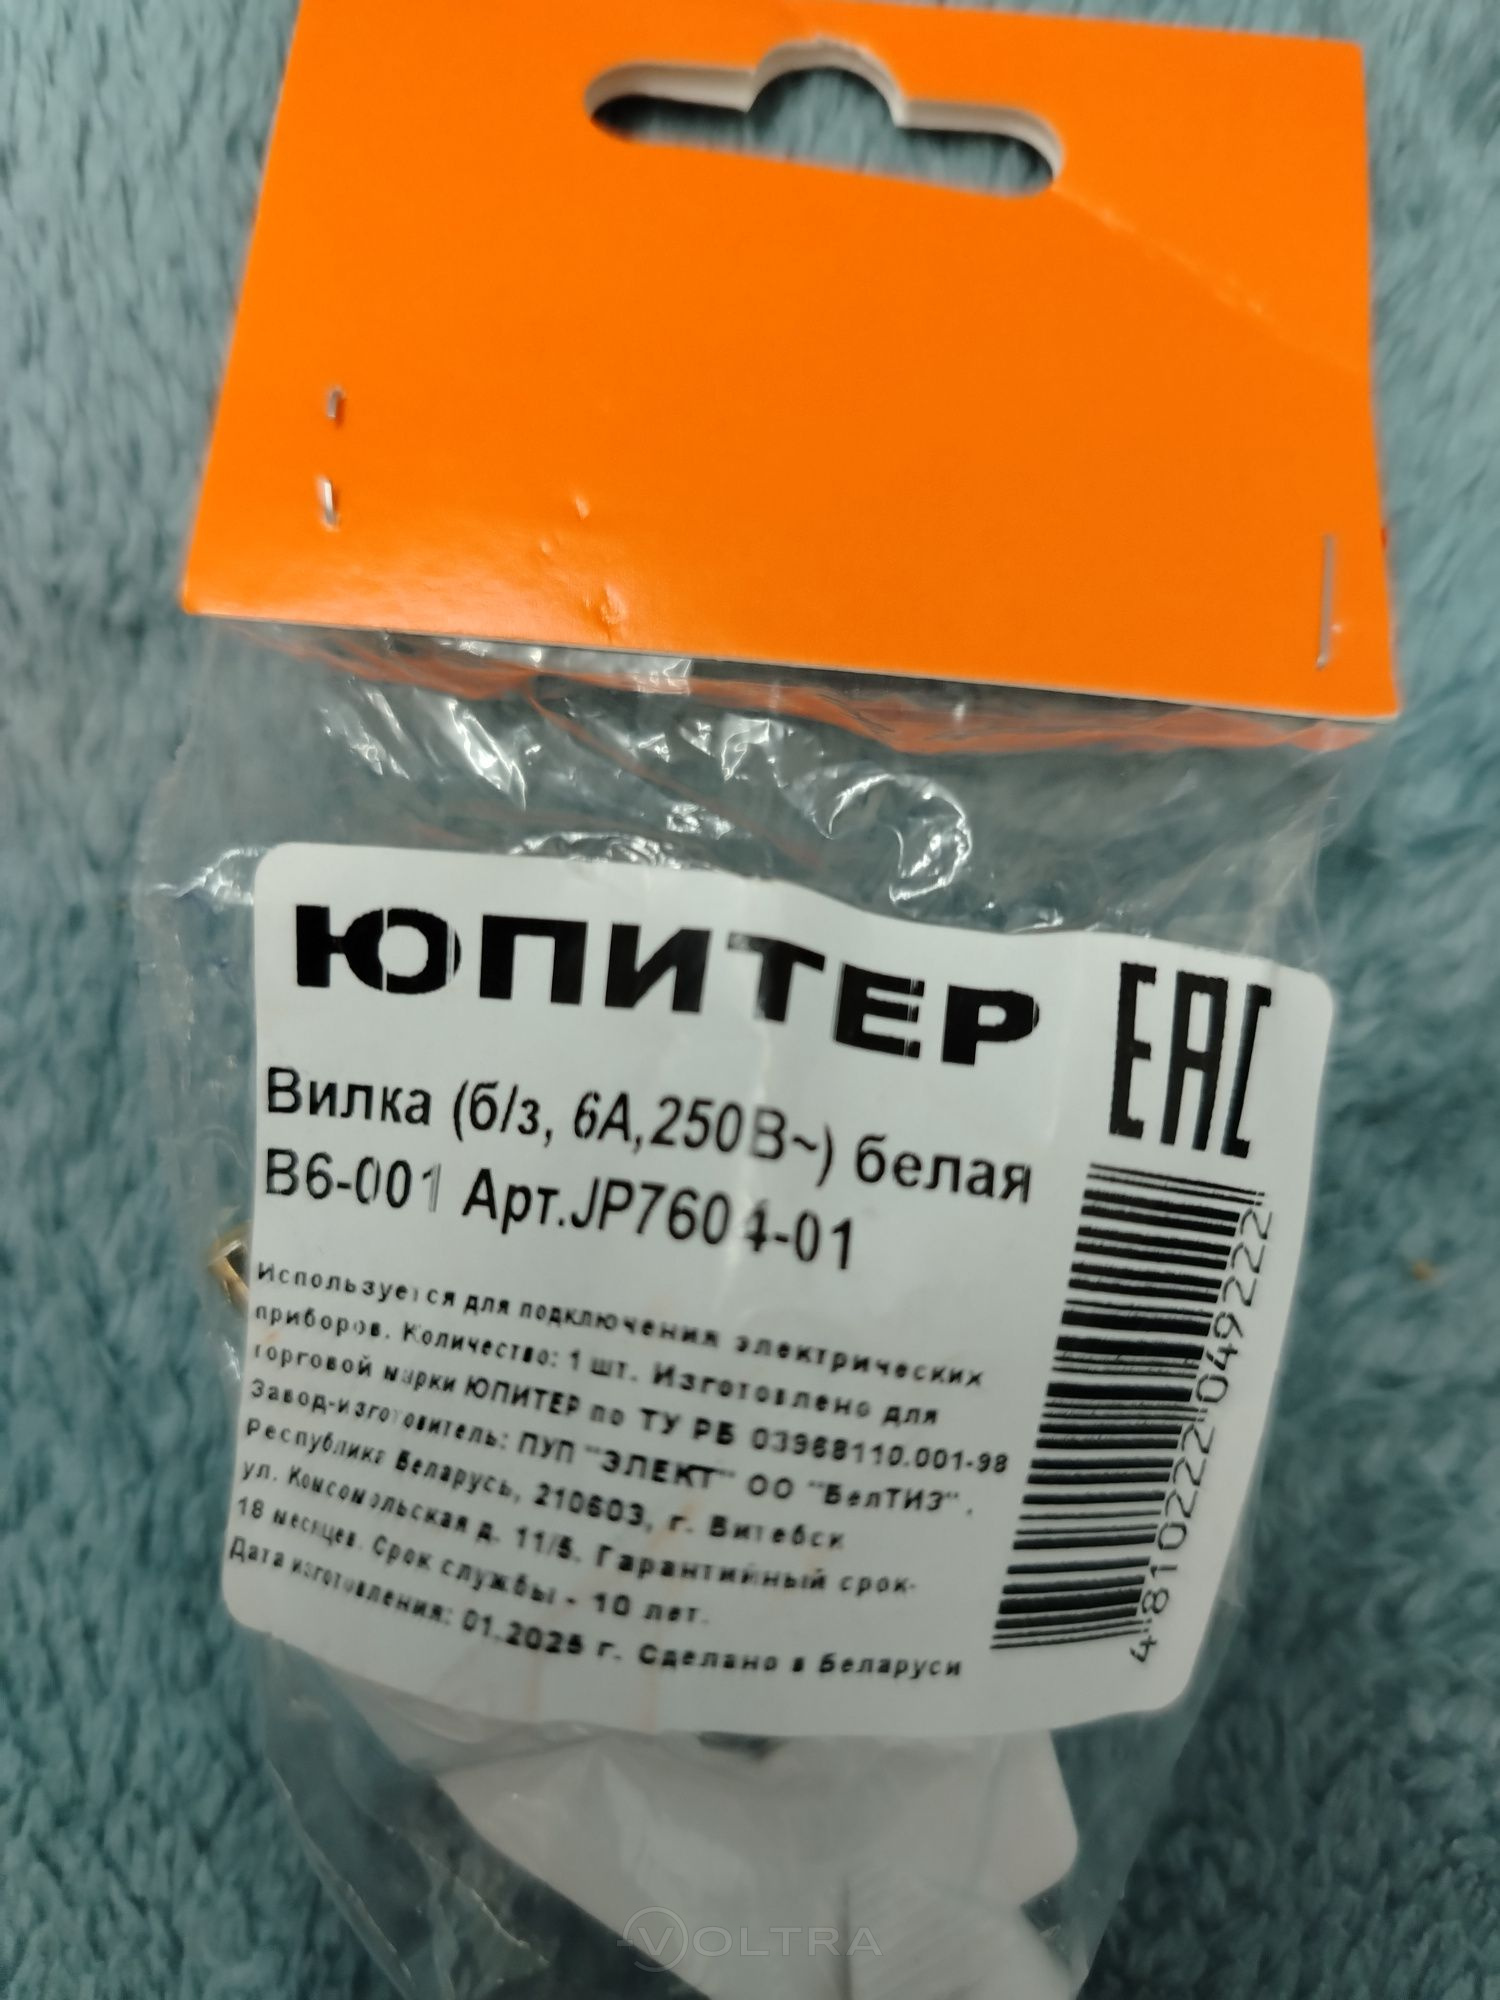 ЮПИТЕР
EAC
Вилка (б/з, 6А,250В~) белая
В6-001 Арт.JP7604-01
Используется для подключения электрических
приборов. Количество: 1 шт. Изготовлено для
торговой марки ЮПИТЕР по ТУ РБ 03968110.001-98
Завод-изготовитель: ПУП "ЭЛЕКТ" ОО "БелТИЗ".
Республика Беларусь, 210603, г. Витебск
ул. Комсомольская д. 11/5. Гарантийный срок-
18 месяцев. Срок службы - 10 лет.
Дата изготовления: 01.2025 г. Сделано в Беларуси
4810222049222
VOLTRA